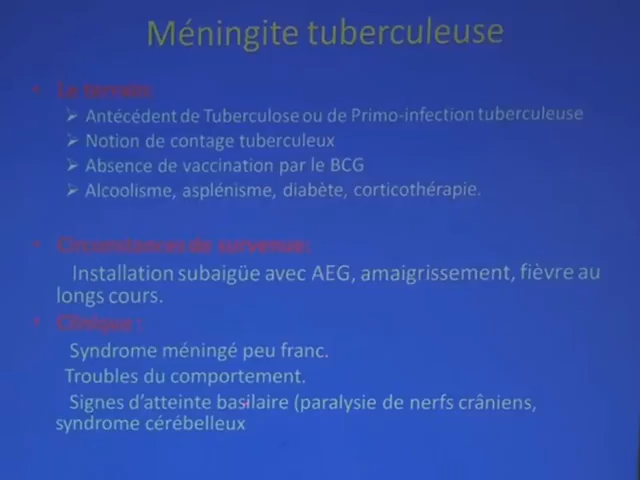 Méningite tuberculeuse
• Le terrain:
➢ Antécédent de Tuberculose ou de Primo-infection tuberculeuse
➢ Notion de contage tuberculeux
➢ Absence de vaccination par le BCG
➢ Alcoolisme, asplénisme, diabète, corticothérapie.
• Circonstances de survenue:
Installation subaigüe avec AEG, amaigrissement, fièvre au
longs cours.
• Clinique :
Syndrome méningé peu franc.
Troubles du comportement.
Signes d’atteinte basilaire (paralysie de nerfs crâniens,
syndrome cérébelleux